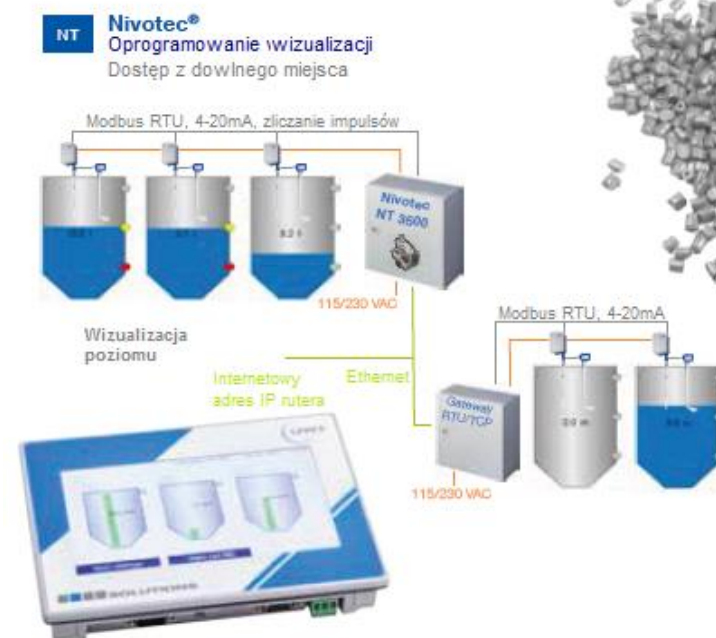 NT
Nivotec®
Oprogramowanie wizualizacji
Dostęp z dowlnego miejsca
Modbus RTU, 4-20mA, zliczanie impulsów
Nivotec
NT 3600
115/230 VAC
Wizualizacja
poziomu
Modbus RTU, 4-20mA
Internetowy
adres IP rutera
Ethernet
Gateway
RTU/TCP
115/230 VAC
SOLUTIONS